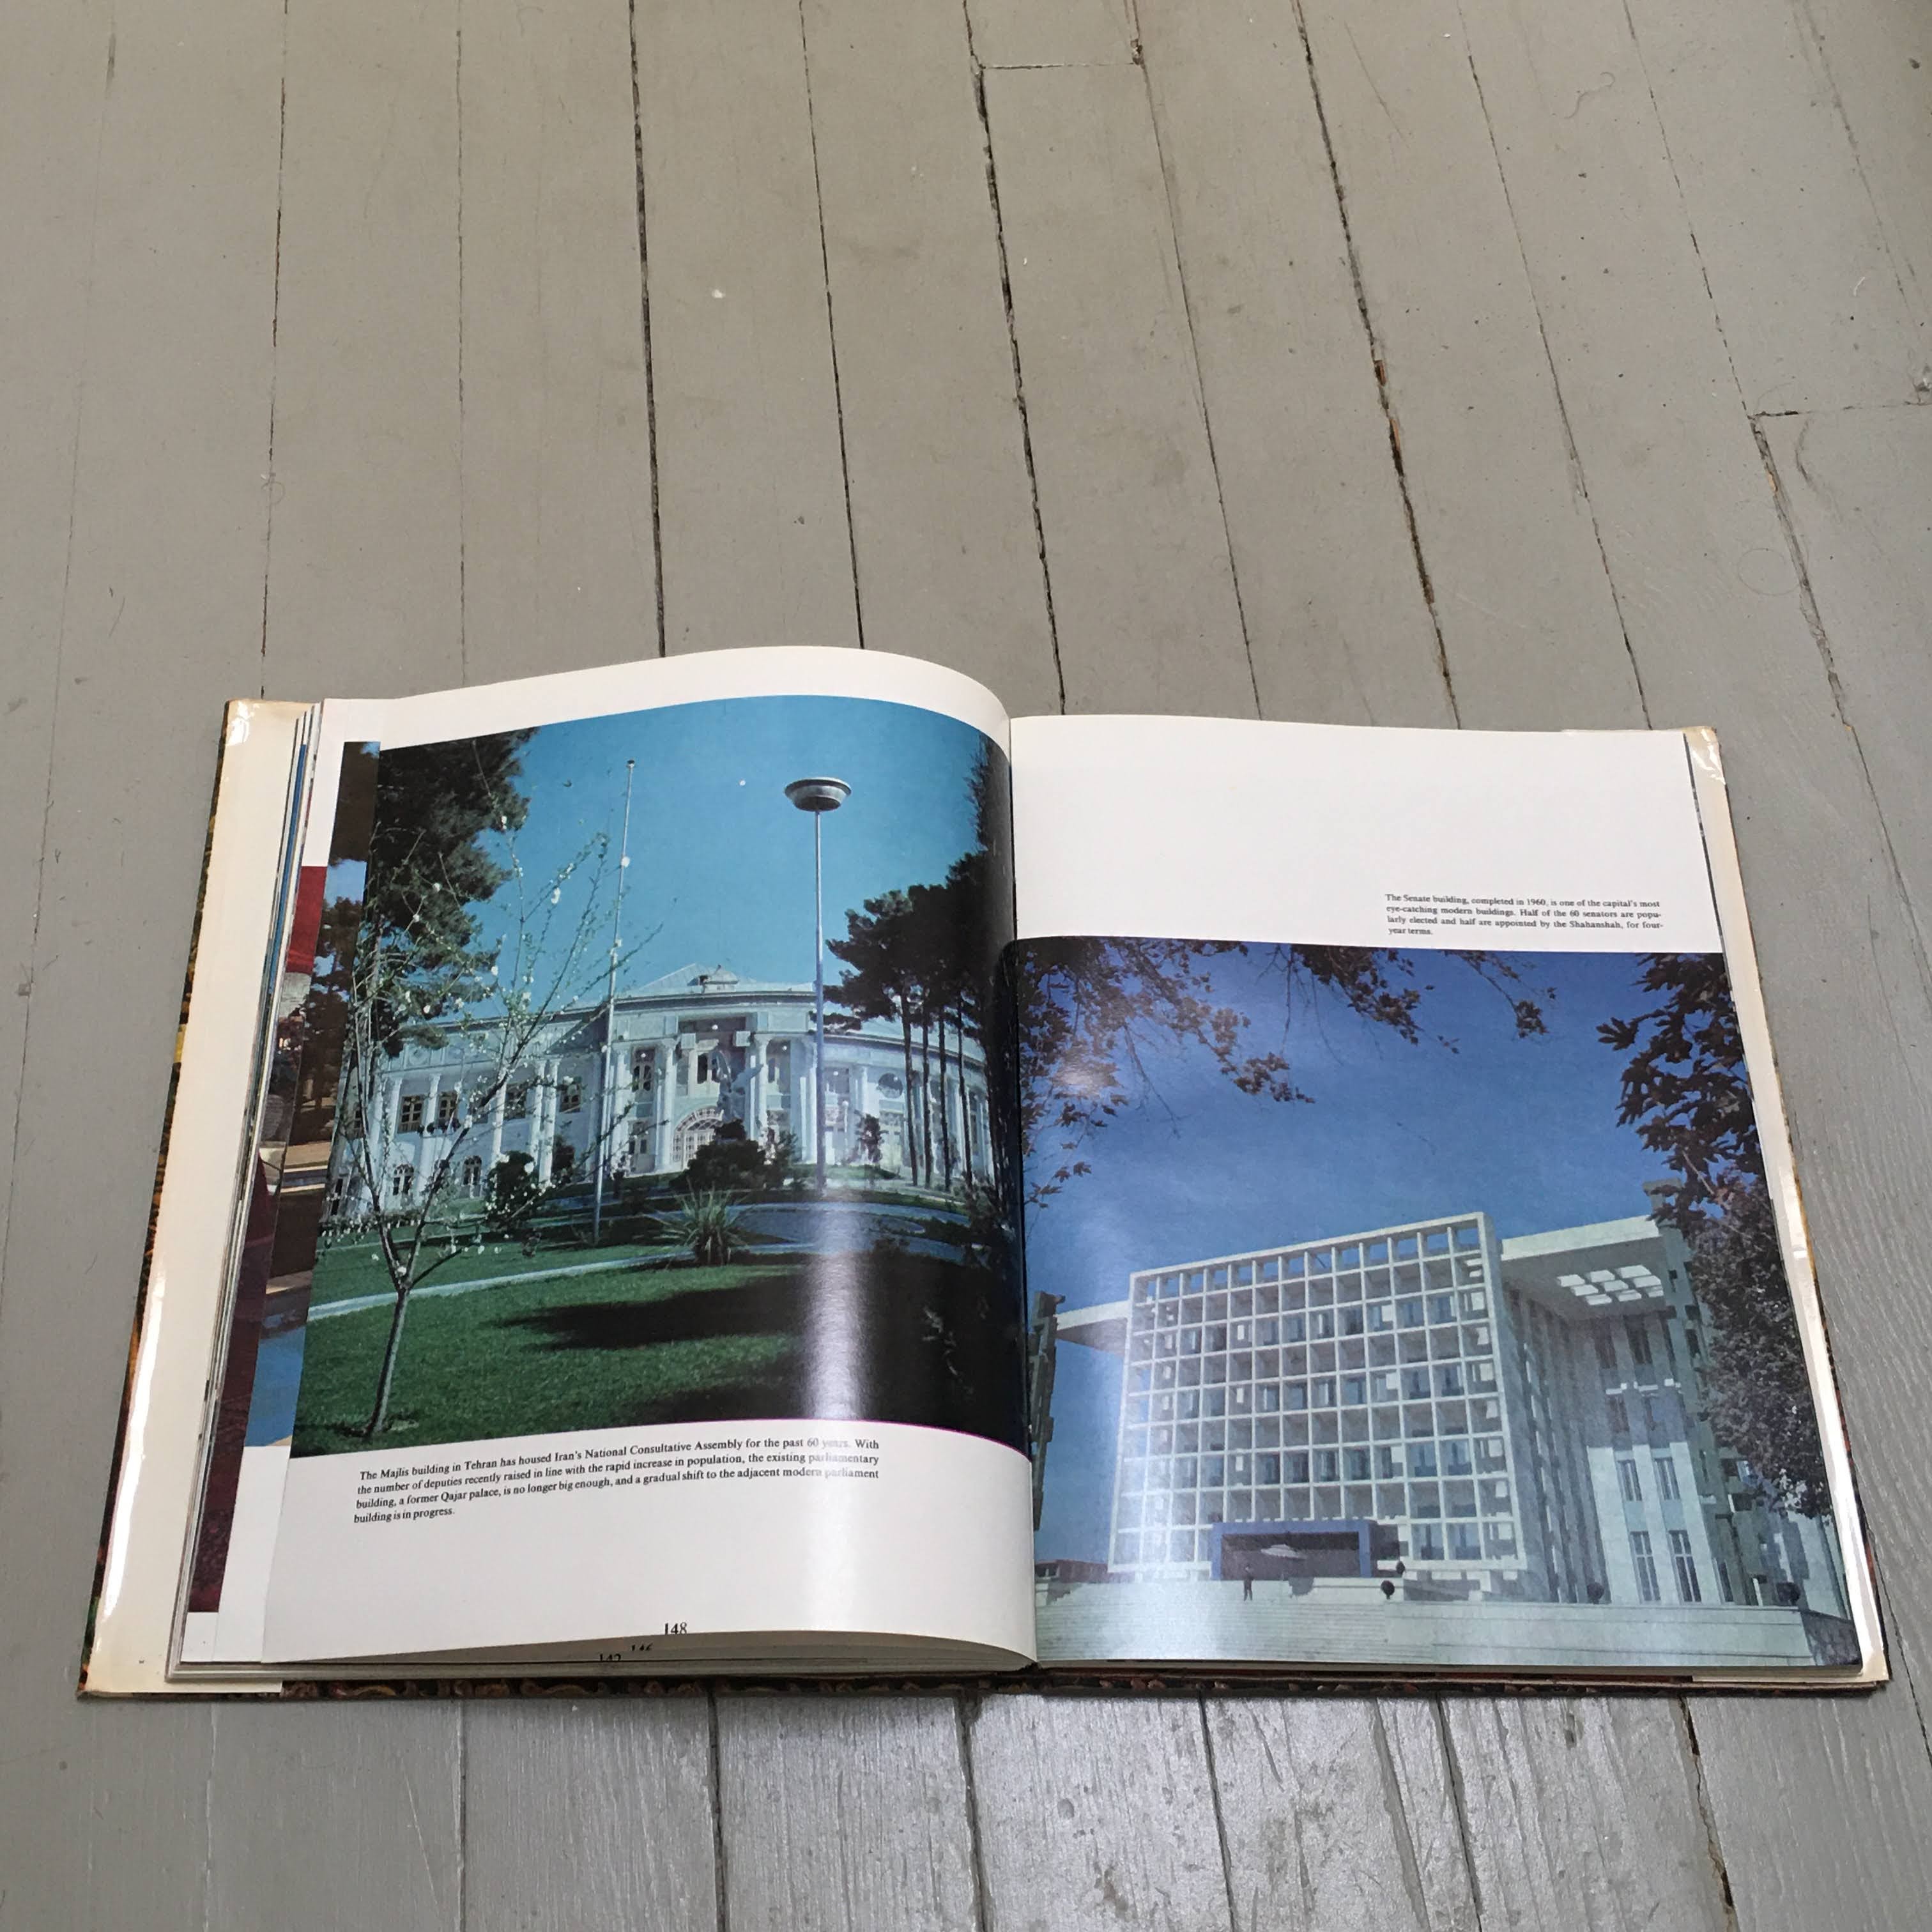 The Majlis building in Tehran has housed Iran's National Consultative Assembly for the past 60 years. With
the number of deputies recently raised in line with the rapid increase in population, the existing parliamentary
building, a former Qajar palace, is no longer big enough, and a gradual shift to the adjacent modern parliament
building is in progress.
148
146
142
The Senate building, completed in 1960, is one of the capital's most
eye-catching modern buildings. Half of the 60 senators are popu-
larly elected and half are appointed by the Shahanshah, for four-
year terms.